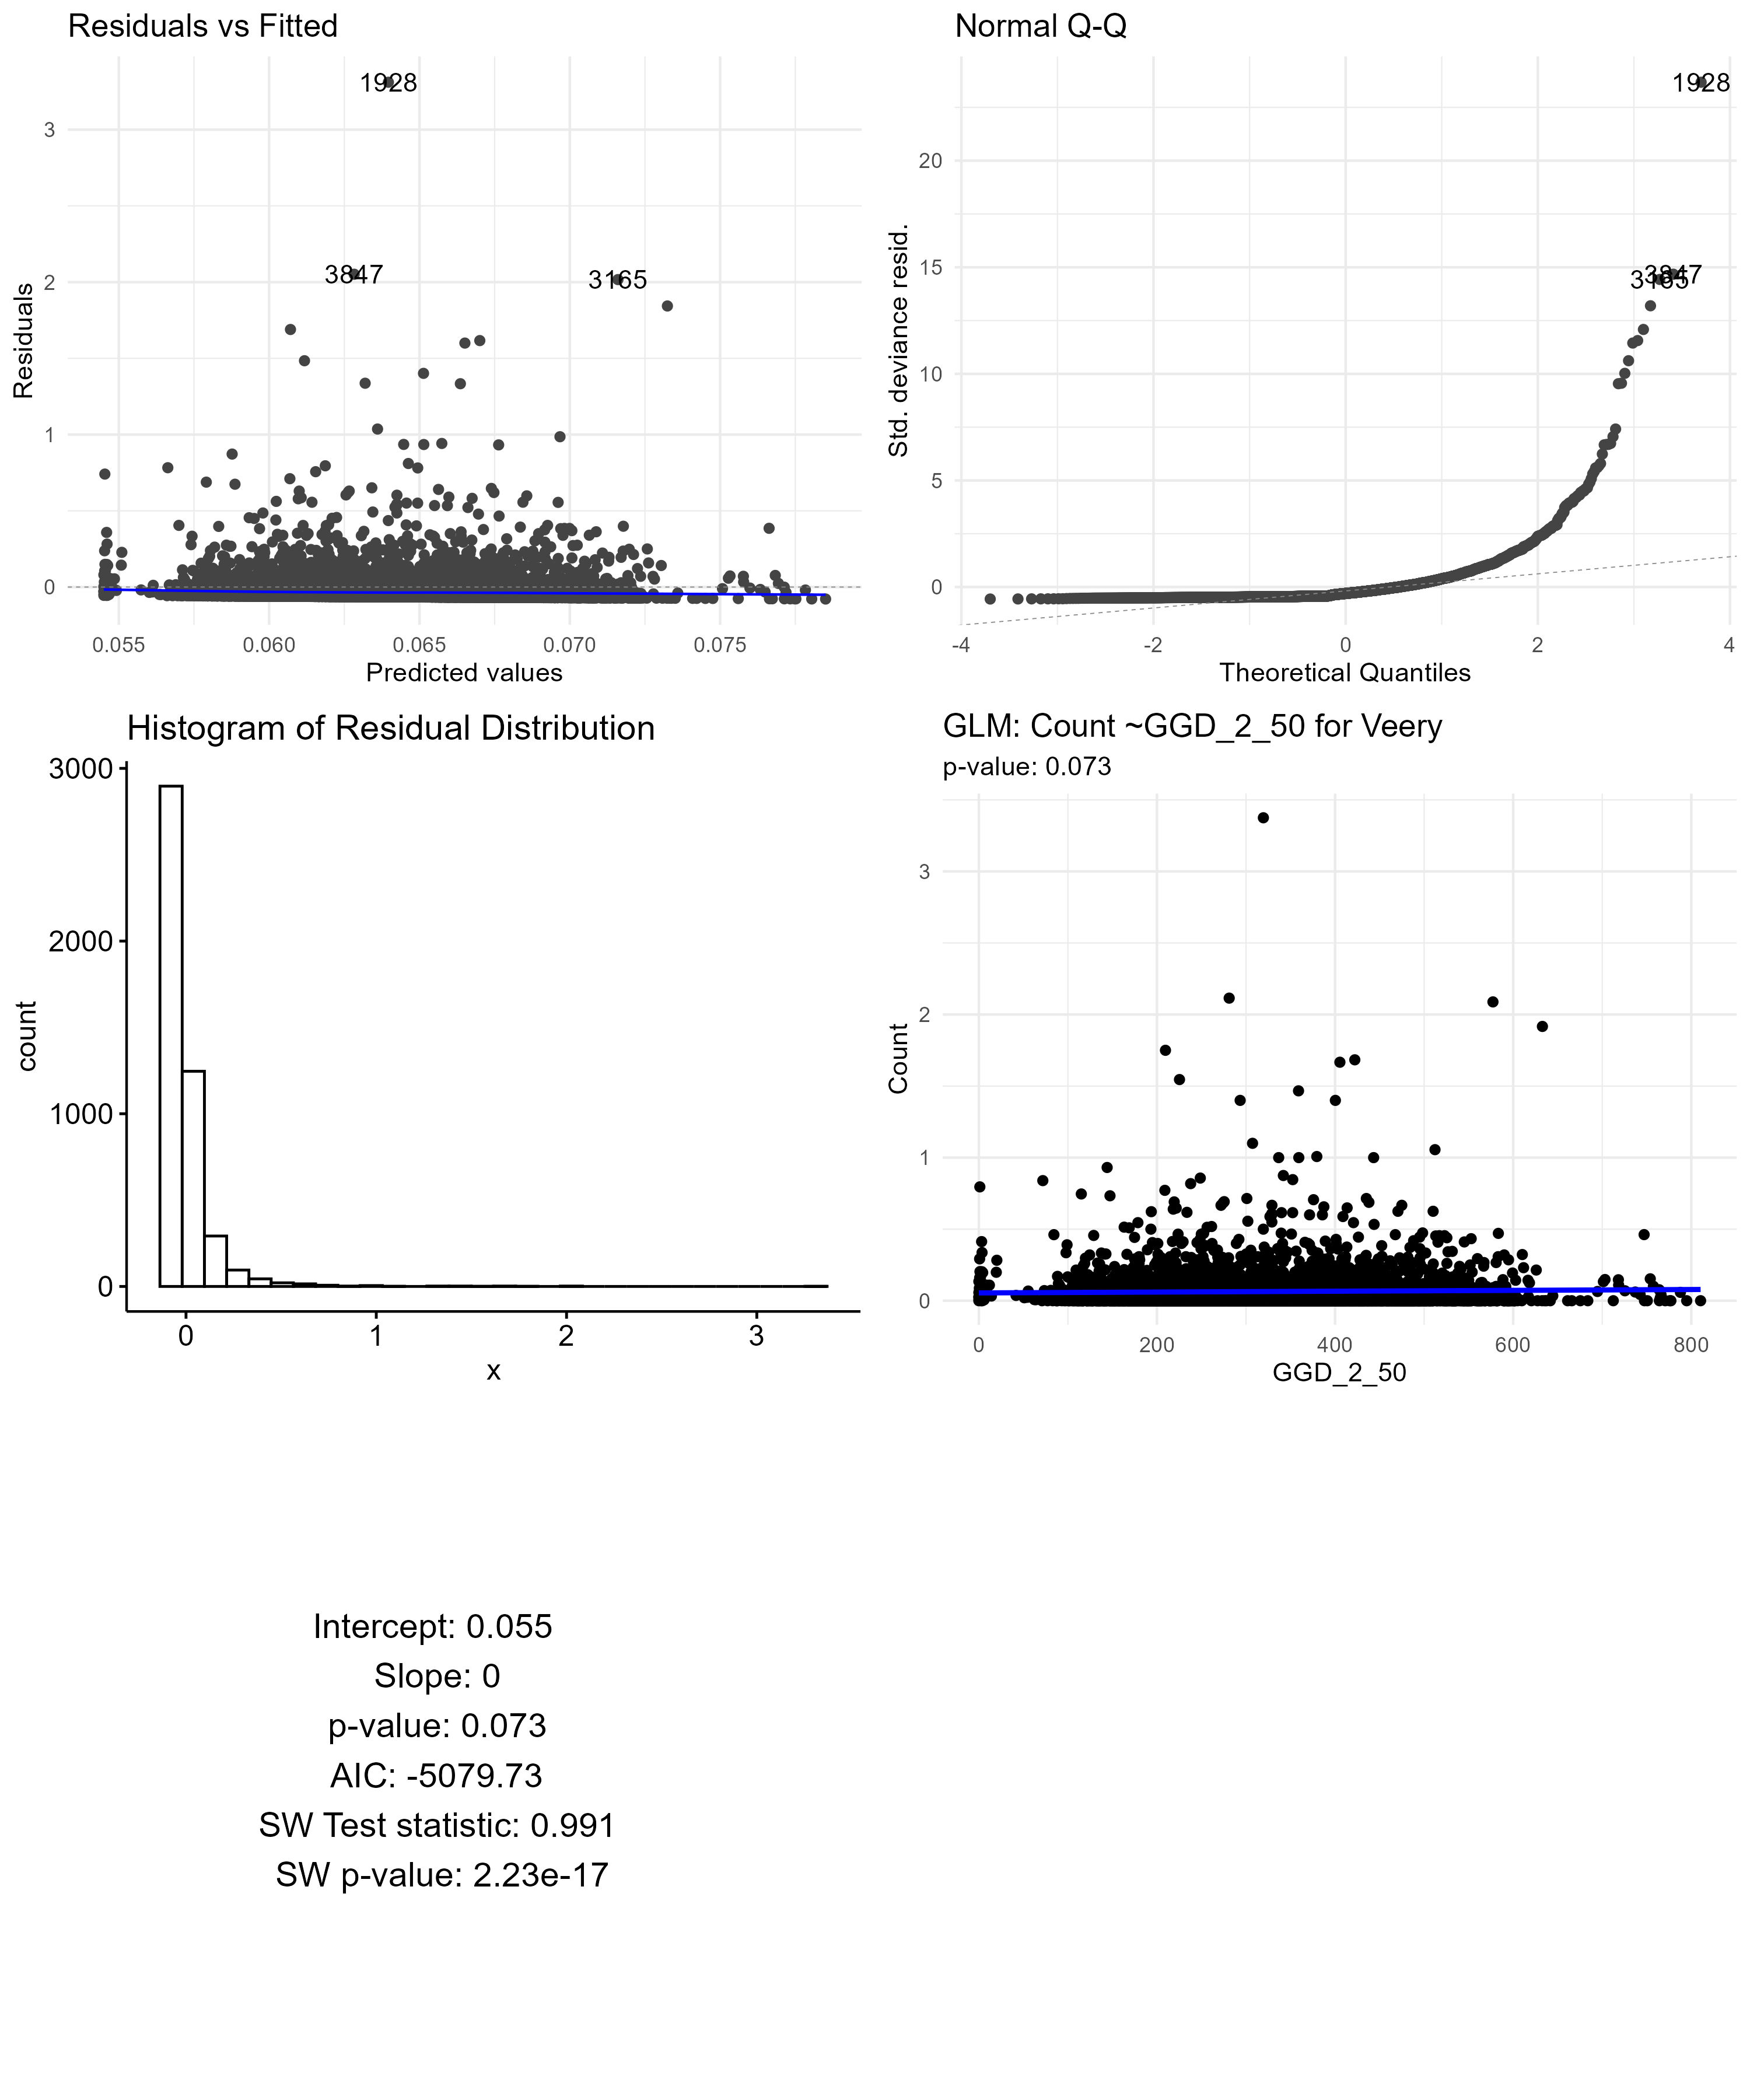 Residuals vs Fitted
Residuals
3
2
1
0
1928
3847
3165
0.055 0.060 0.065 0.070 0.075
Predicted values
Normal Q-Q
Std. deviance resid.
20
15
10
5
0
1928
3847
3165
-4 -2 0 2 4
Theoretical Quantiles
Histogram of Residual Distribution
count
3000
2000
1000
0
0 1 2 3
x
GLM: Count ~GGD_2_50 for Veery
p-value: 0.073
Count
3
2
1
0
0 200 400 600 800
GGD_2_50
Intercept: 0.055
Slope: 0
p-value: 0.073
AIC: -5079.73
SW Test statistic: 0.991
SW p-value: 2.23e-17